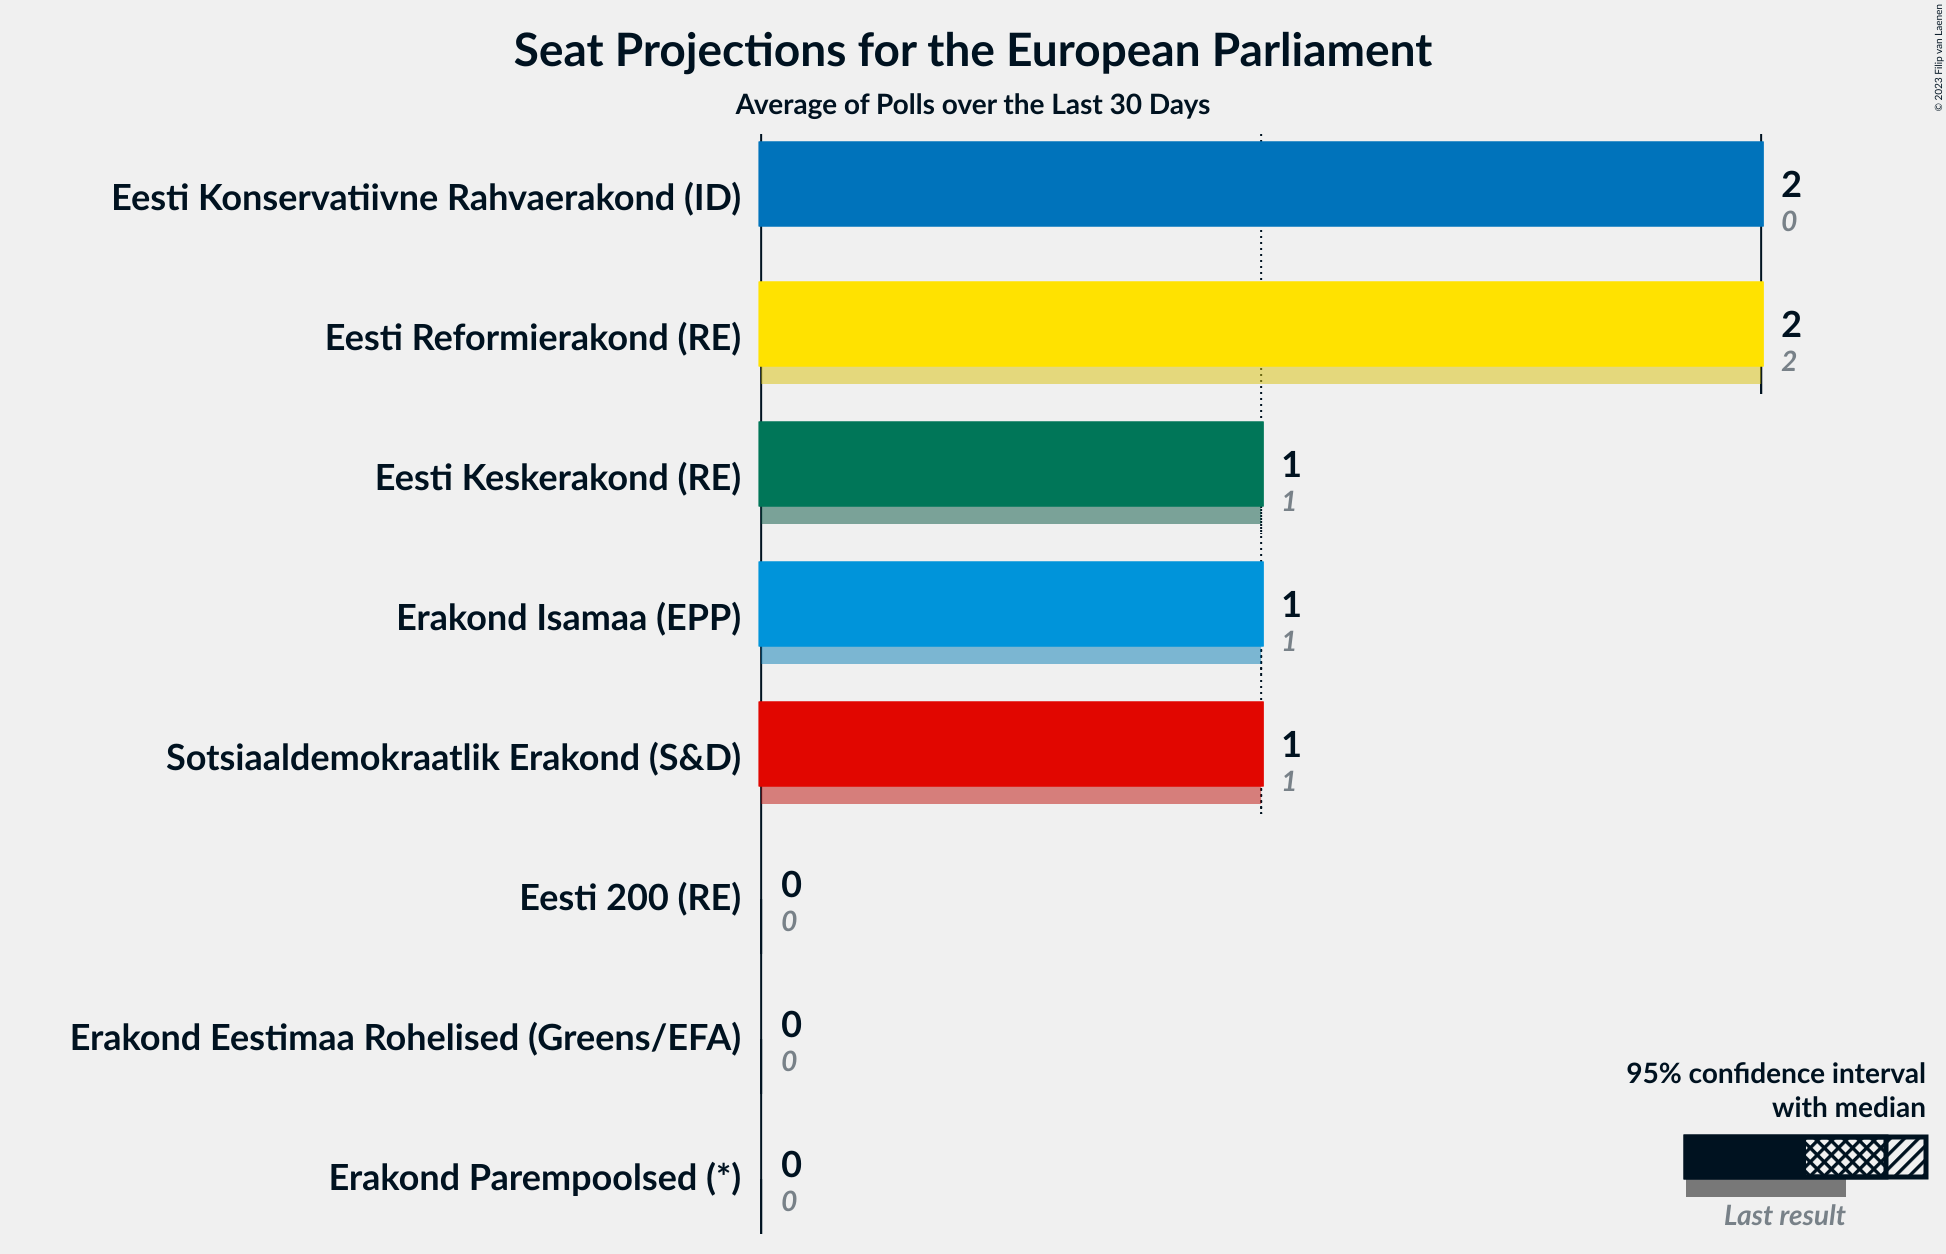 Seat Projections for the European Parliament
Average of Polls over the Last 30 Days
© 2023 Filip van Laenen
Eesti Konservatiivne Rahvaerakond (ID)
2
0
Eesti Reformierakond (RE)
2
2
Eesti Keskerakond (RE)
1
1
Erakond Isamaa (EPP)
1
1
Sotsiaaldemokraatlik Erakond (S&D)
1
1
Eesti 200 (RE)
0
0
Erakond Eestimaa Rohelised (Greens/EFA)
0
0
Erakond Parempoolsed (*)
0
0
95% confidence interval
with median
Last result